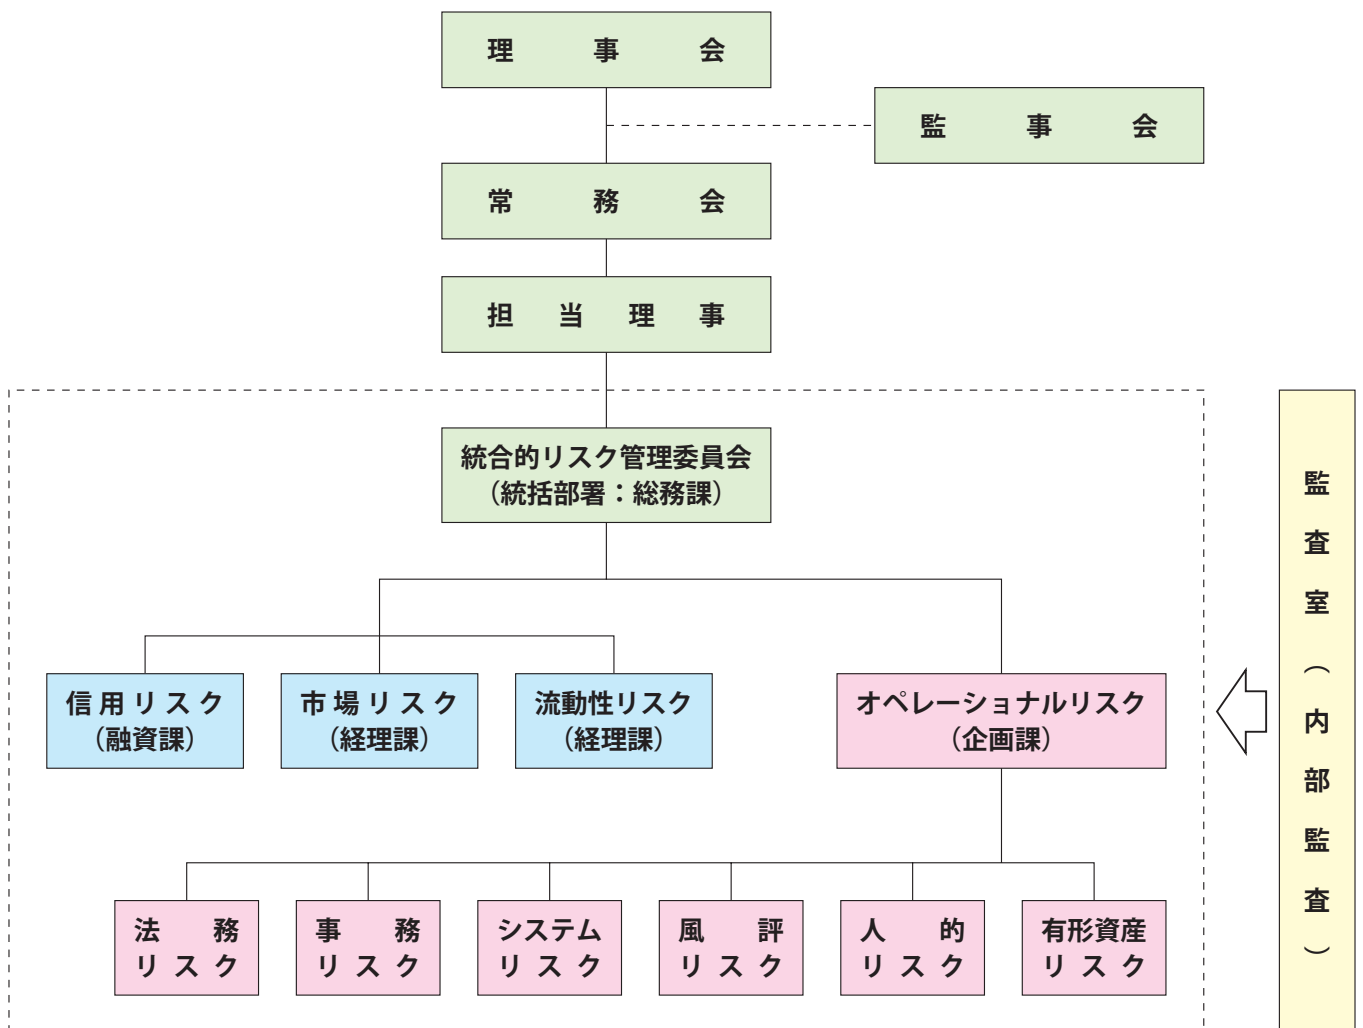 理事会
監事会
常務会
担当理事
統合的リスク管理委員会
（統括部署：総務課）
信用リスク
（融資課）
市場リスク
（経理課）
流動性リスク
（経理課）
オペレーショナルリスク
（企画課）
法務
リスク
事務
リスク
システム
リスク
風評
リスク
人的
リスク
有形資産
リスク
監査室（内部監査）